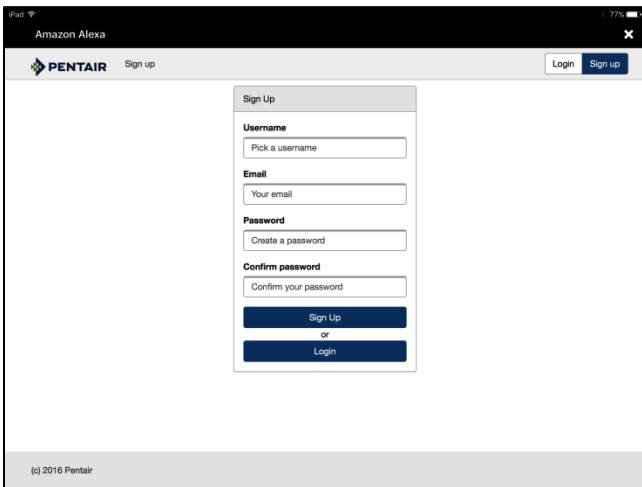 iPad 77%
Amazon Alexa
PENTAIR Sign up Login Sign up
Sign Up
Username
Pick a username
Email
Your email
Password
Create a password
Confirm password
Confirm your password
Sign Up
or
Login
(c) 2016 Pentair